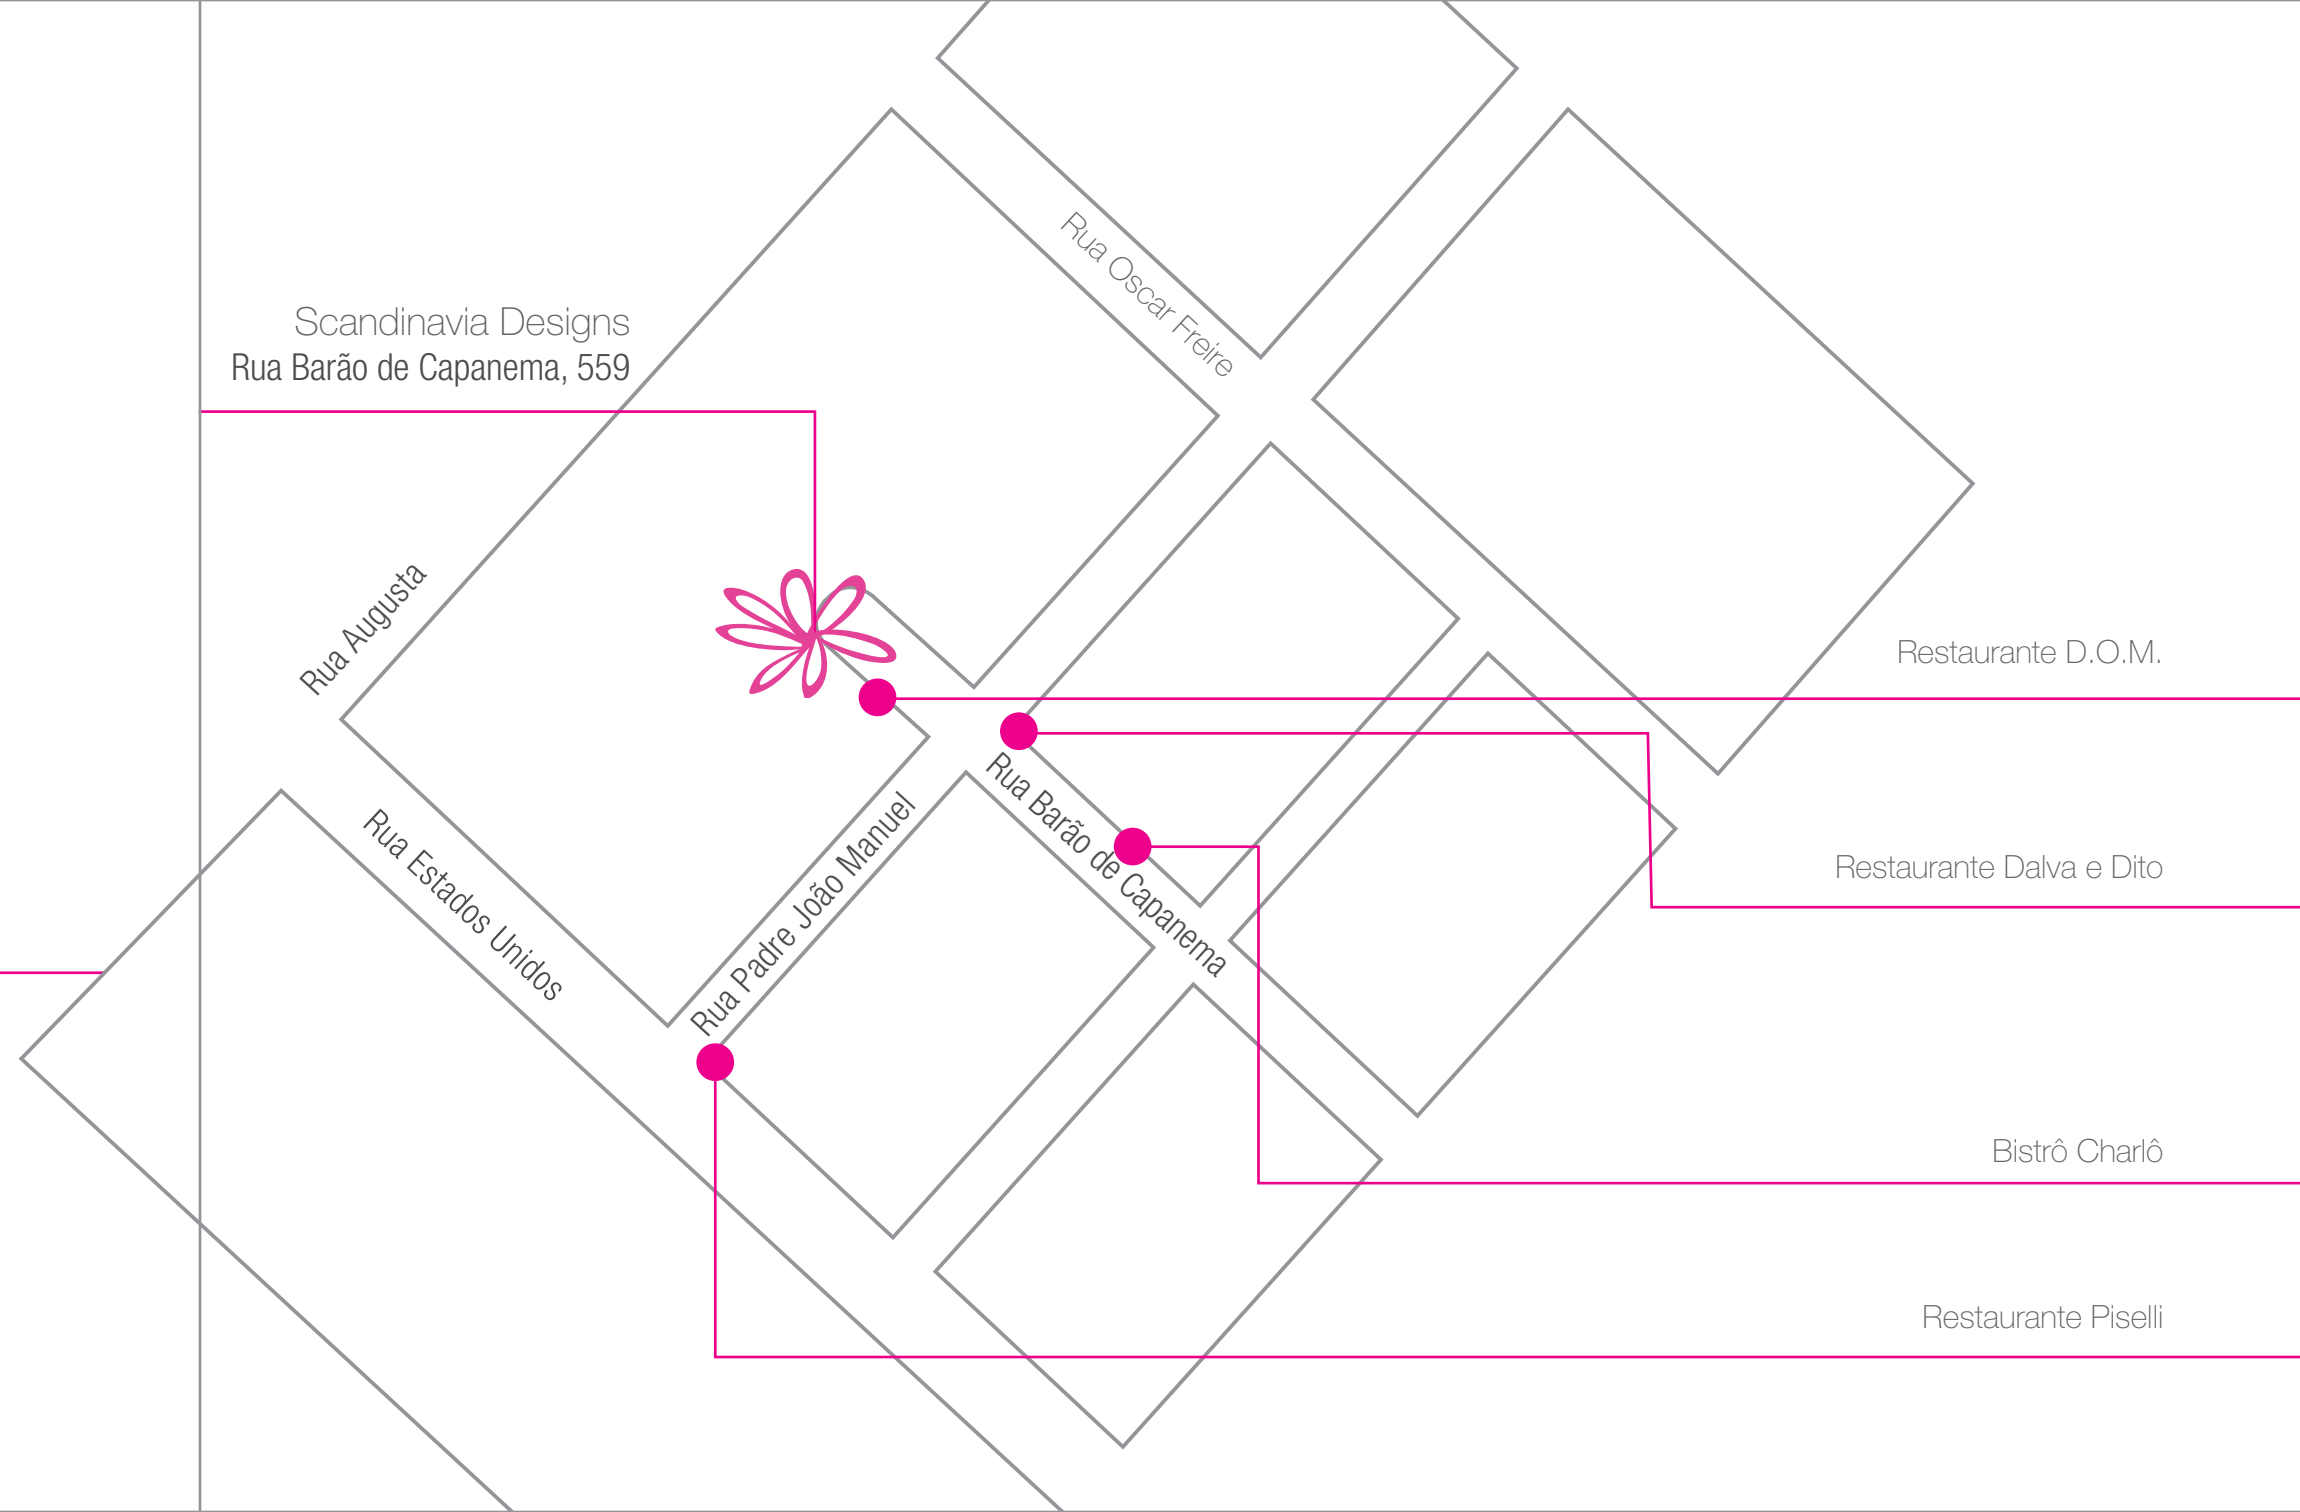 Rua Oscar Freire
Scandinavia Designs
Rua Barão de Capanema, 559
Rua Augusta
Restaurante D.O.M.
Rua Estados Unidos
Rua Padre João Manuel
Rua Barão de Capanema
Restaurante Dalva e Dito
Bistrô Charlô
Restaurante Piselli